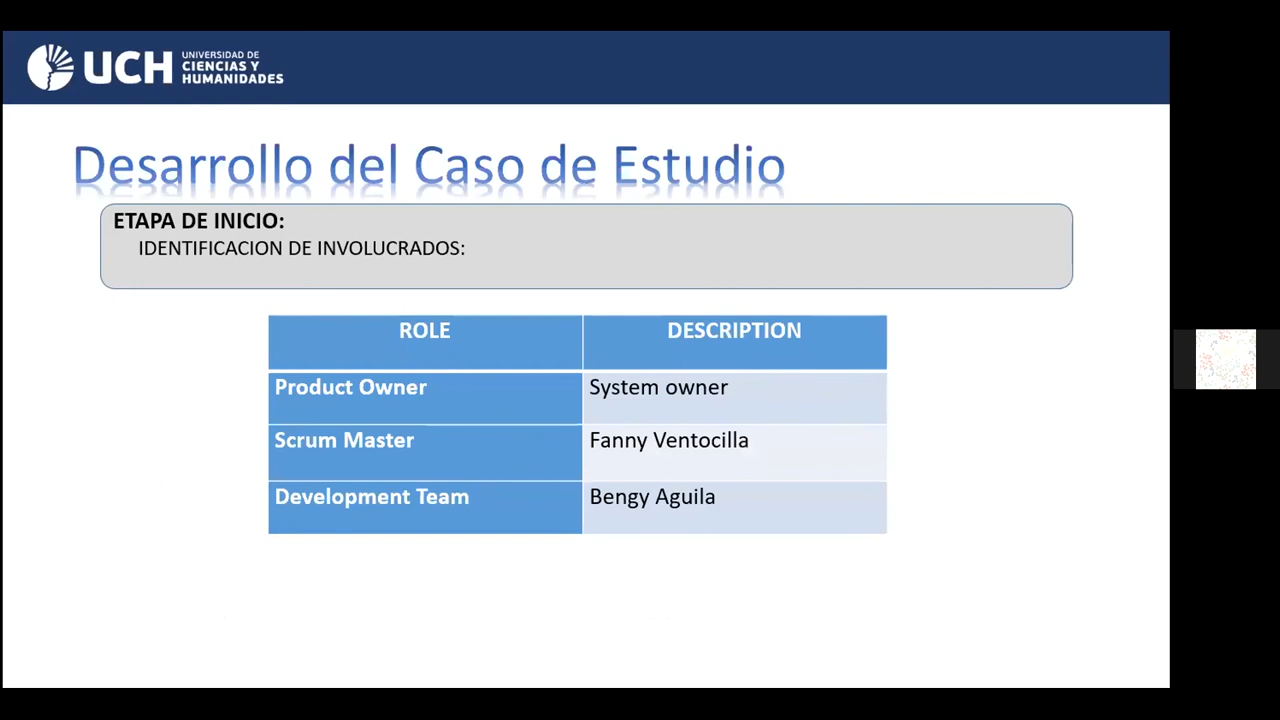 UCH
UNIVERSIDAD DE
CIENCIAS Y
HUMANIDADES
Desarrollo del Caso de Estudio
ETAPA DE INICIO:
IDENTIFICACION DE INVOLUCRADOS:
ROLE DESCRIPTION
Product Owner System owner
Scrum Master Fanny Ventocilla
Development Team Bengy Aguila